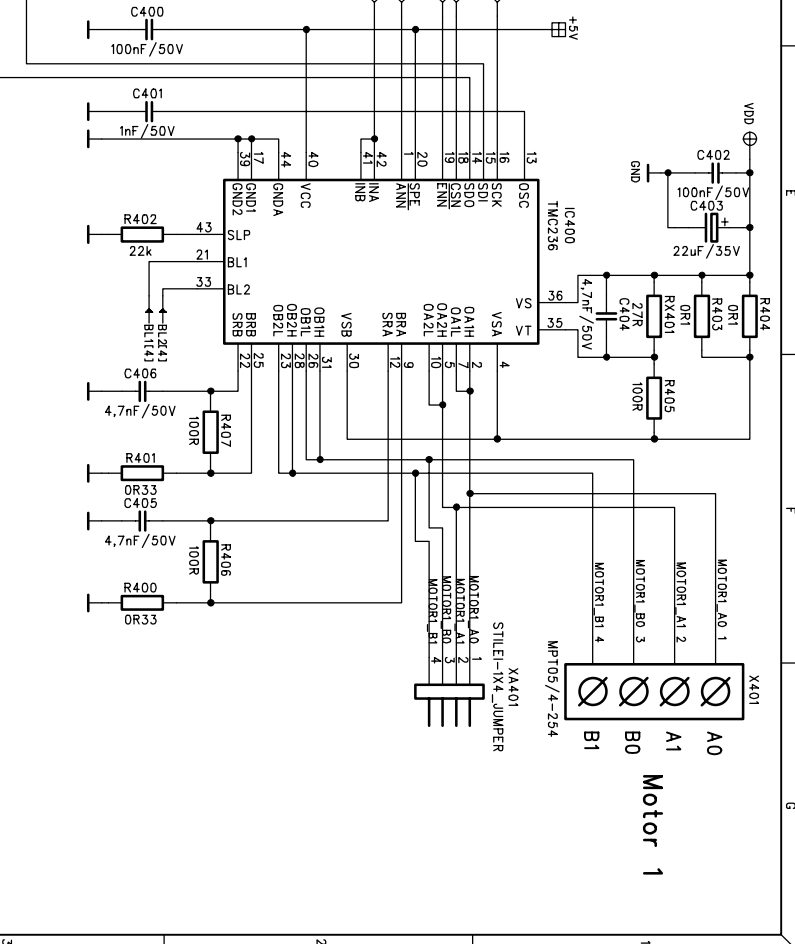 C400
100nF/50V
+5V
C401
1nF/50V
VDD
C402
100nF/50V
GND
C403
+
22uF/35V
E
39
17
44
40
41
42
1
20
19
18
14
15
16
13
GND2
GND1
GNDA
VCC
INB
INA
ANN
SPE
ENN
CSN
SDO
SDI
SCK
OSC
IC400
TMC236
R402
22k
43
SLP
21
BL1
33
BL2
BL1[4]
BL2[4]
VS
36
VT
35
4,7nF/50V
C404
27R
RX401
0R1
R403
0R1
R404
SRB
BRB
OB2L
OB2H
OB1L
OB1H
VSB
SRA
BRA
OA2L
OA2H
OA1L
OA1H
VSA
22
25
23
28
26
31
30
12
9
10
5
7
2
4
C406
4,7nF/50V
100R
R407
100R
R405
R401
0R33
C405
4,7nF/50V
100R
R406
R400
0R33
F
MOTOR1_B1 4
MOTOR1_B0 3
MOTOR1_A1 2
MOTOR1_A0 1
MOTOR1_B1 4
MOTOR1_B0 3
MOTOR1_A1 2
MOTOR1_A0 1
XA401
STILEI-1X4_JUMPER
MPT05/4-254
X401
B1
B0
A1
A0
Motor 1
G
3
2
1